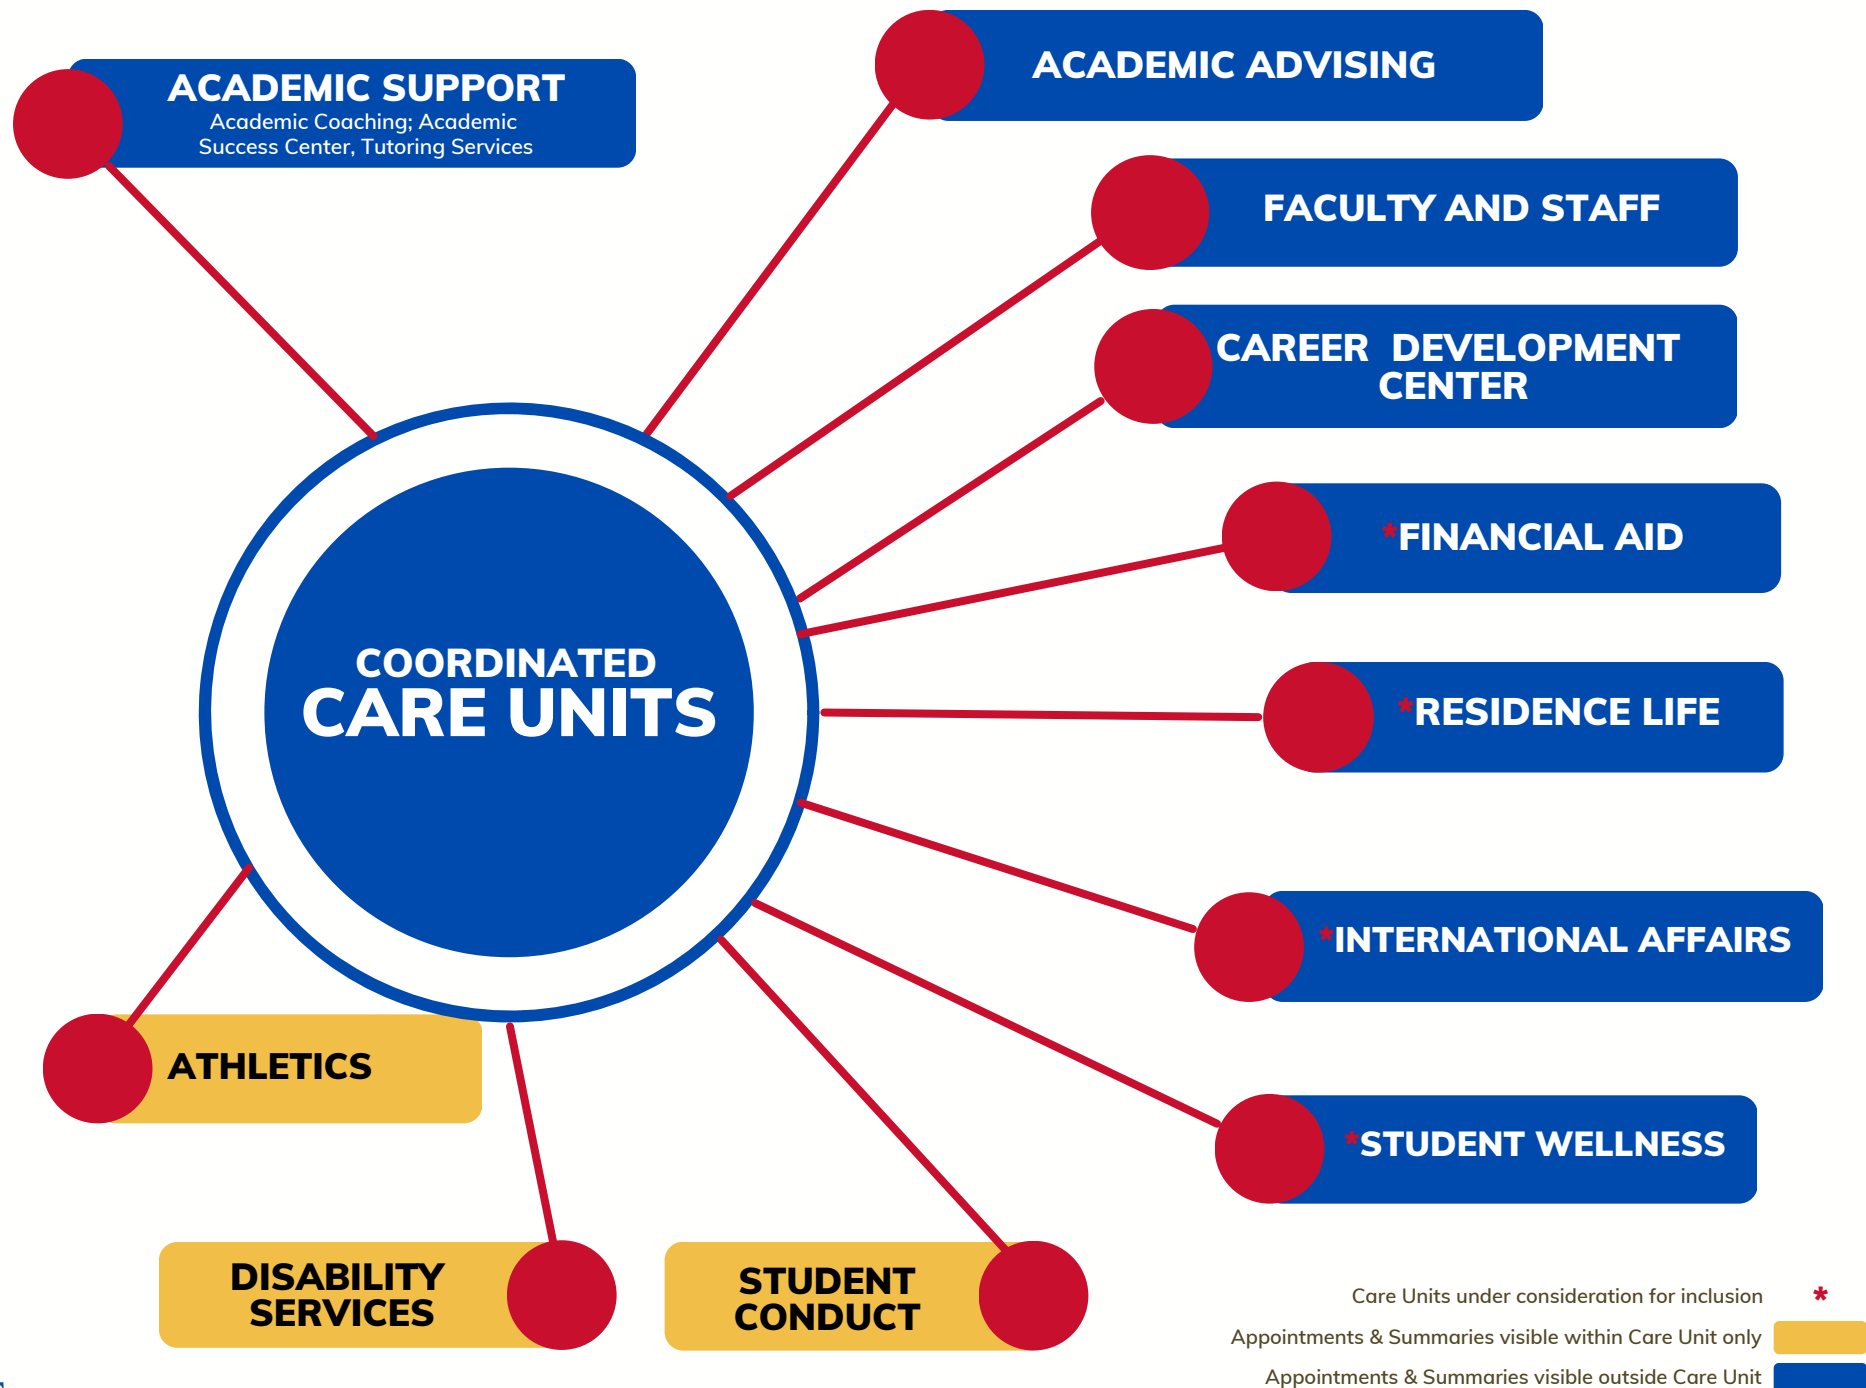 ACADEMIC SUPPORT
Academic Coaching; Academic
Success Center, Tutoring Services
ACADEMIC ADVISING
FACULTY AND STAFF
CAREER DEVELOPMENT
CENTER
*FINANCIAL AID
COORDINATED
CARE UNITS
*RESIDENCE LIFE
*INTERNATIONAL AFFAIRS
ATHLETICS
*STUDENT WELLNESS
DISABILITY
SERVICES
STUDENT
CONDUCT
Care Units under consideration for inclusion *
Appointments & Summaries visible within Care Unit only
Appointments & Summaries visible outside Care Unit